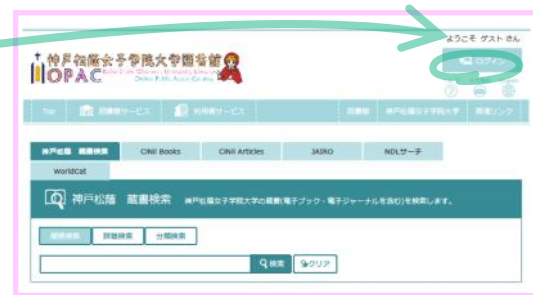 ようこそ ゲスト さん
神戸松蔭女子学院大学図書館
OPAC
ログイン
Top 図書館サービス 利用者サービス 図書館 神戸松蔭女子学院大学 関連リンク
神戸松蔭 蔵書検索 CiNii Books CiNii Articles JAIRO NDLサーチ
WorldCat
神戸松蔭 蔵書検索 神戸松蔭女子学院大学の蔵書(電子ブック・電子ジャーナルを含む)を検索します。
簡易検索 詳細検索 分類検索
検索 クリア